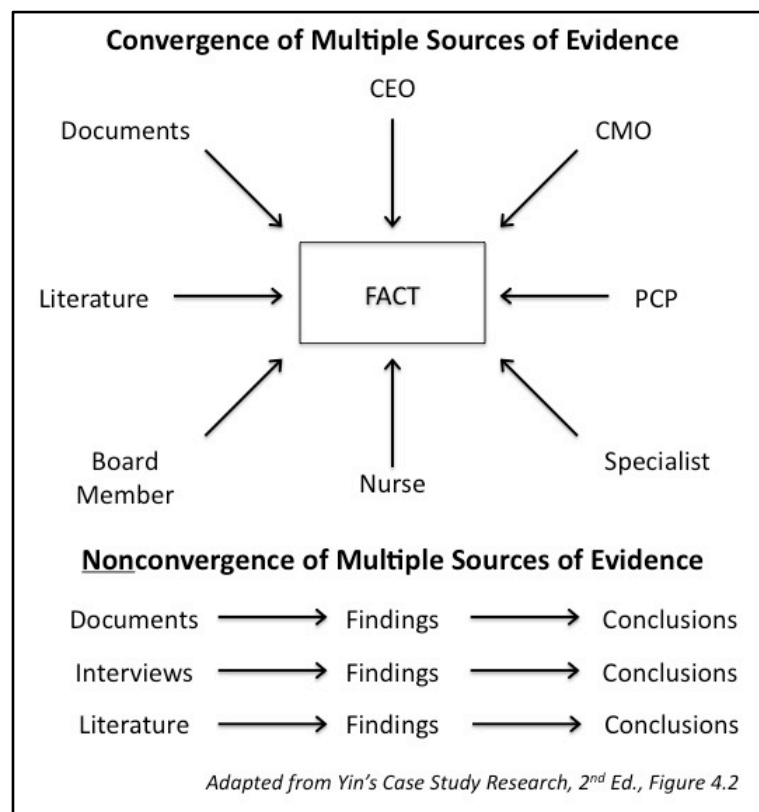 Convergence of Multiple Sources of Evidence
CEO
Documents
CMO
Literature
FACT
PCP
Board
Member
Nurse
Specialist
Nonconvergence of Multiple Sources of Evidence
Documents Findings Conclusions
Interviews Findings Conclusions
Literature Findings Conclusions
Adapted from Yin's Case Study Research, 2nd Ed., Figure 4.2